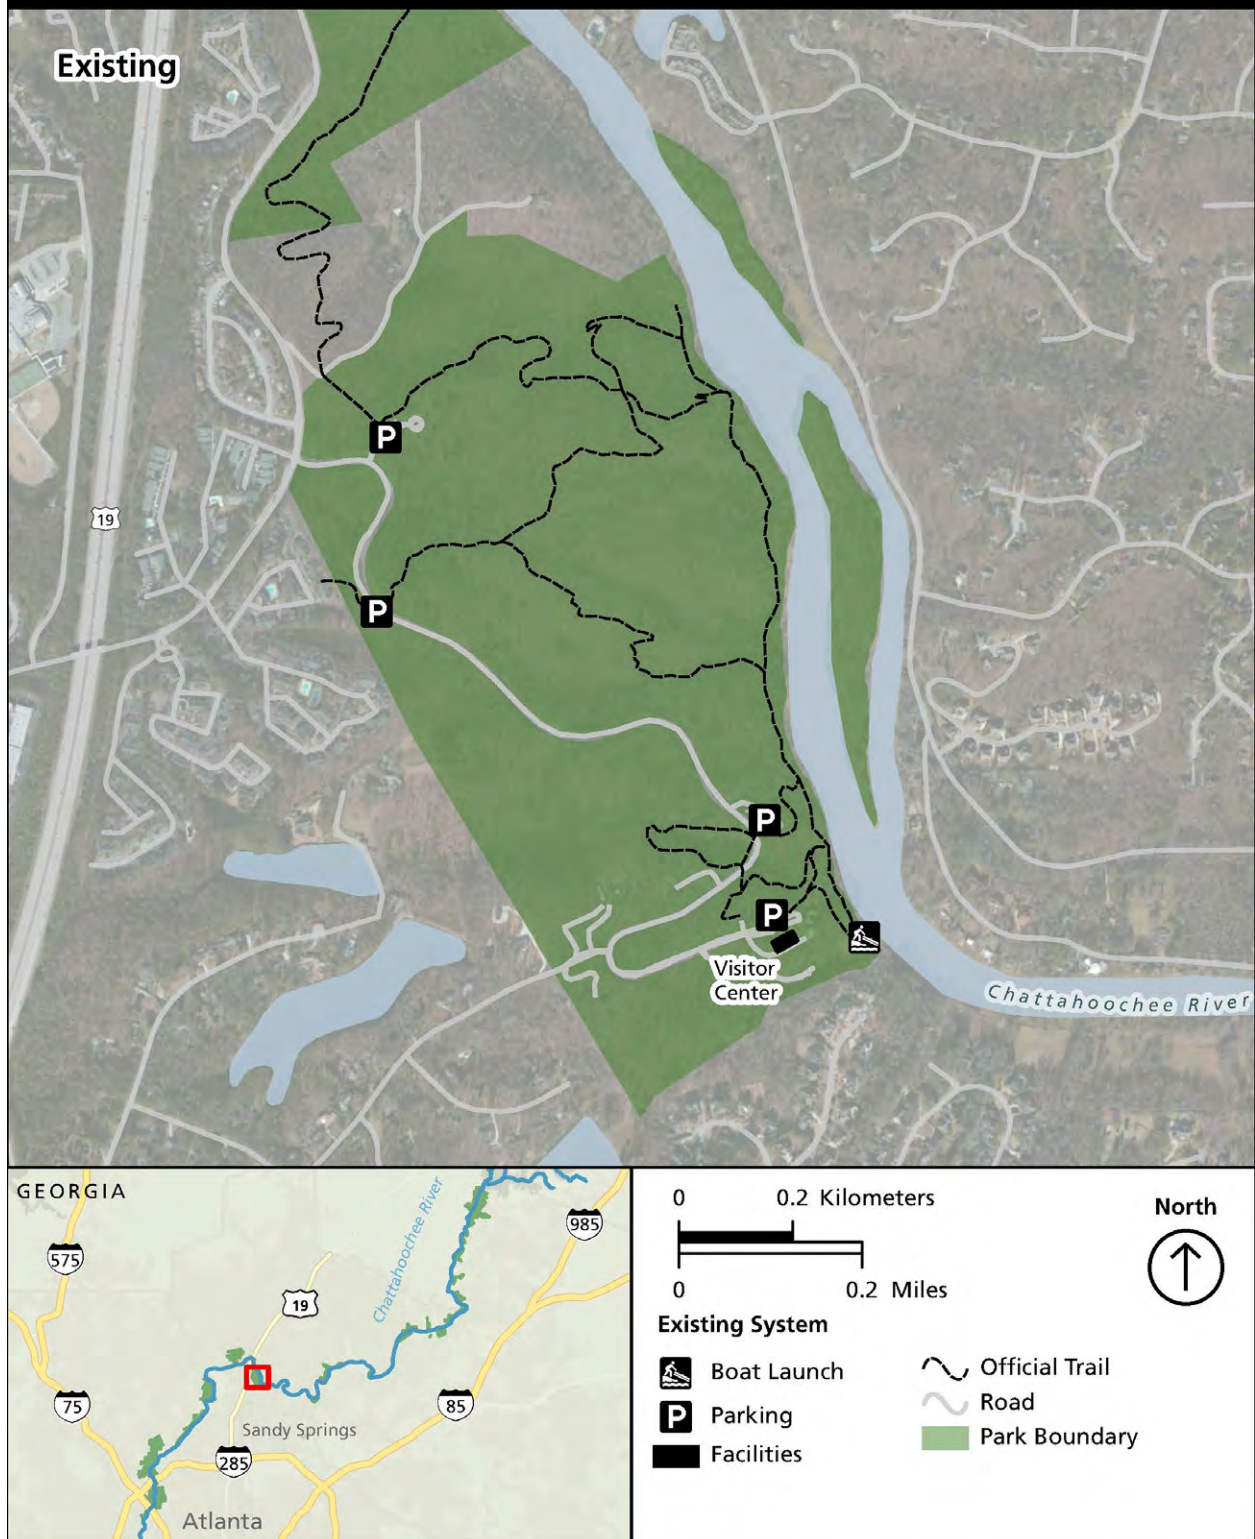 Existing
19
P
P
P
P
Visitor
Center
Chattahoochee River
GEORGIA
575
985
19
Chattahoochee River
75
85
Sandy Springs
285
Atlanta
0 0.2 Kilometers
0 0.2 Miles
North
Existing System
Boat Launch
P Parking
Facilities
Official Trail
Road
Park Boundary